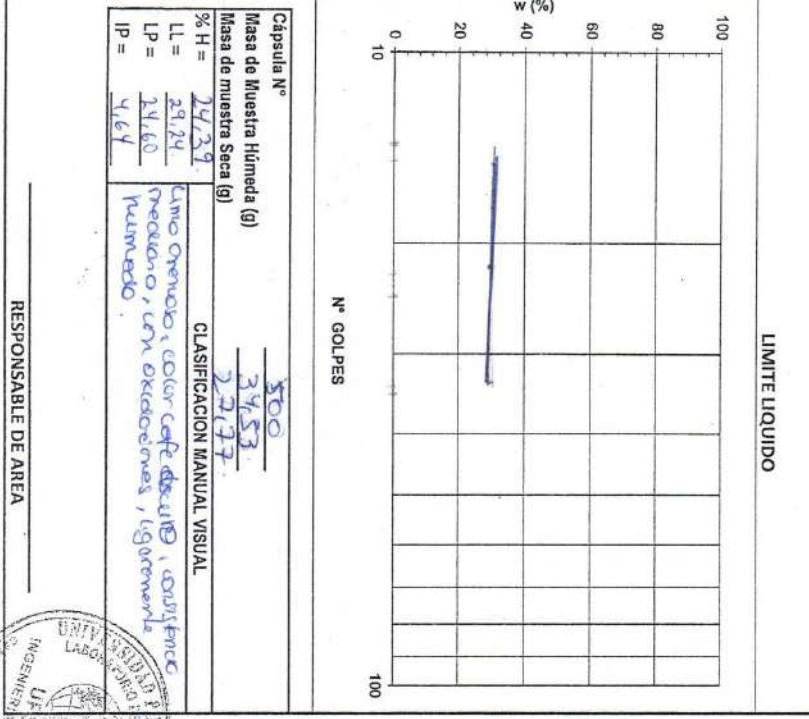 LIMITE LIQUIDO
w (%)
100
80
60
40
20
0
10
100
N° GOLPES
Cápsula N° 500
Masa de Muestra Húmeda (g) 34,53
Masa de muestra Seca (g) 27,77
% H = 24,39
LL = 29,24
LP = 24,60
IP = 4,64
CLASIFICACION MANUAL VISUAL
Limo arenoso, color café oscuro, consistencia
mediana, con oxidaciones, ligeramente
húmedo.
RESPONSABLE DE AREA
UNIVERSIDAD P